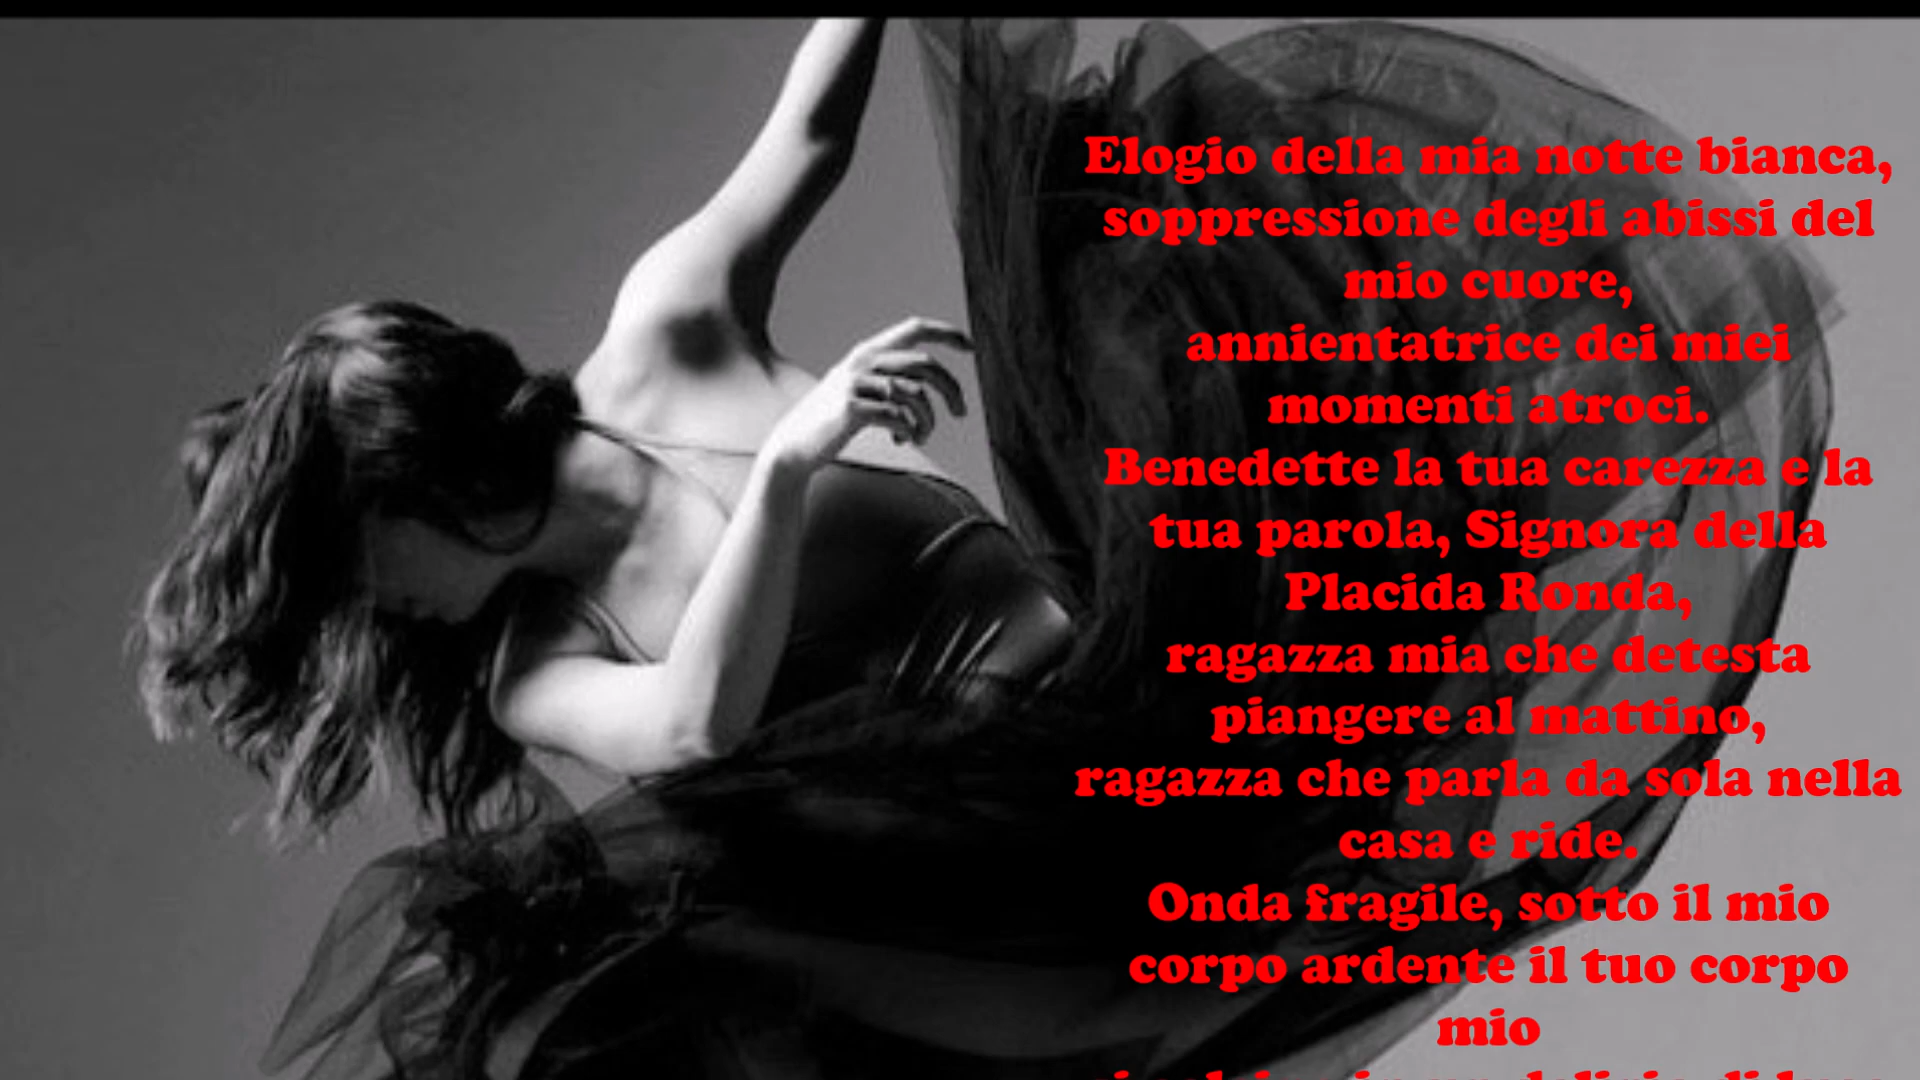 Elogio della mia notte bianca,
soppressione degli abissi del
mio cuore,
annientatrice dei miei
momenti atroci.
Benedette la tua carezza e la
tua parola, Signora della
Placida Ronda,
ragazza mia che detesta
piangere al mattino,
ragazza che parla da sola nella
casa e ride.
Onda fragile, sotto il mio
corpo ardente il tuo corpo
mio